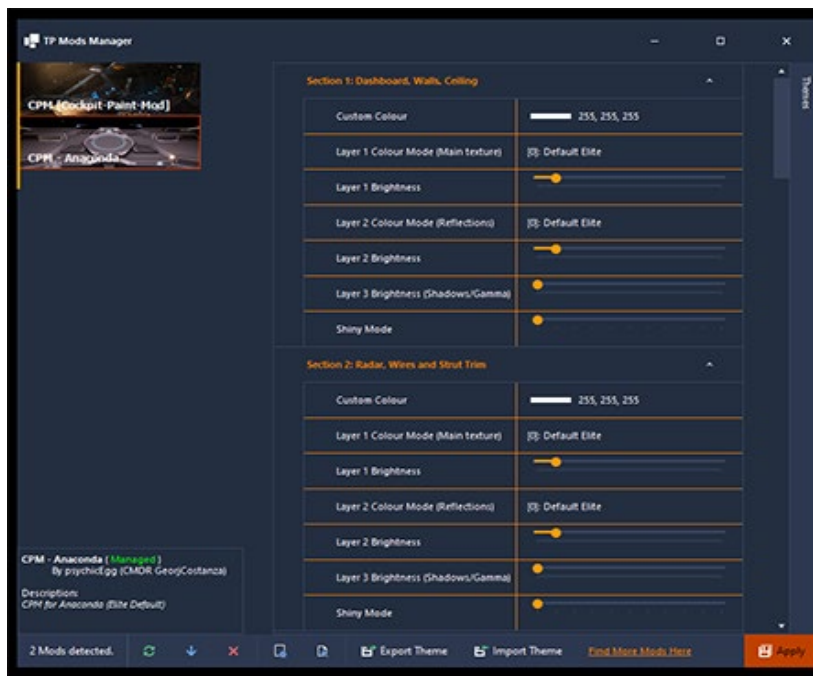 TP Mods Manager
CPM [Cockpit-Paint-Mod]
CPM - Anaconda
Themes
Section 1: Dashboard, Walls, Ceiling
Custom Colour 255, 255, 255
Layer 1 Colour Mode (Main texture) [0]: Default Elite
Layer 1 Brightness
Layer 2 Colour Mode (Reflections) [0]: Default Elite
Layer 2 Brightness
Layer 3 Brightness (Shadows/Gamma)
Shiny Mode
Section 2: Radar, Wires and Strut Trim
Custom Colour 255, 255, 255
Layer 1 Colour Mode (Main texture) [0]: Default Elite
Layer 1 Brightness
Layer 2 Colour Mode (Reflections) [0]: Default Elite
Layer 2 Brightness
Layer 3 Brightness (Shadows/Gamma)
Shiny Mode
CPM - Anaconda (Managed)
By psychicEgg (CMDR GeorjCostanza)
Description:
CPM for Anaconda (Elite Default)
2 Mods detected. Export Theme Import Theme Find More Mods Here Apply